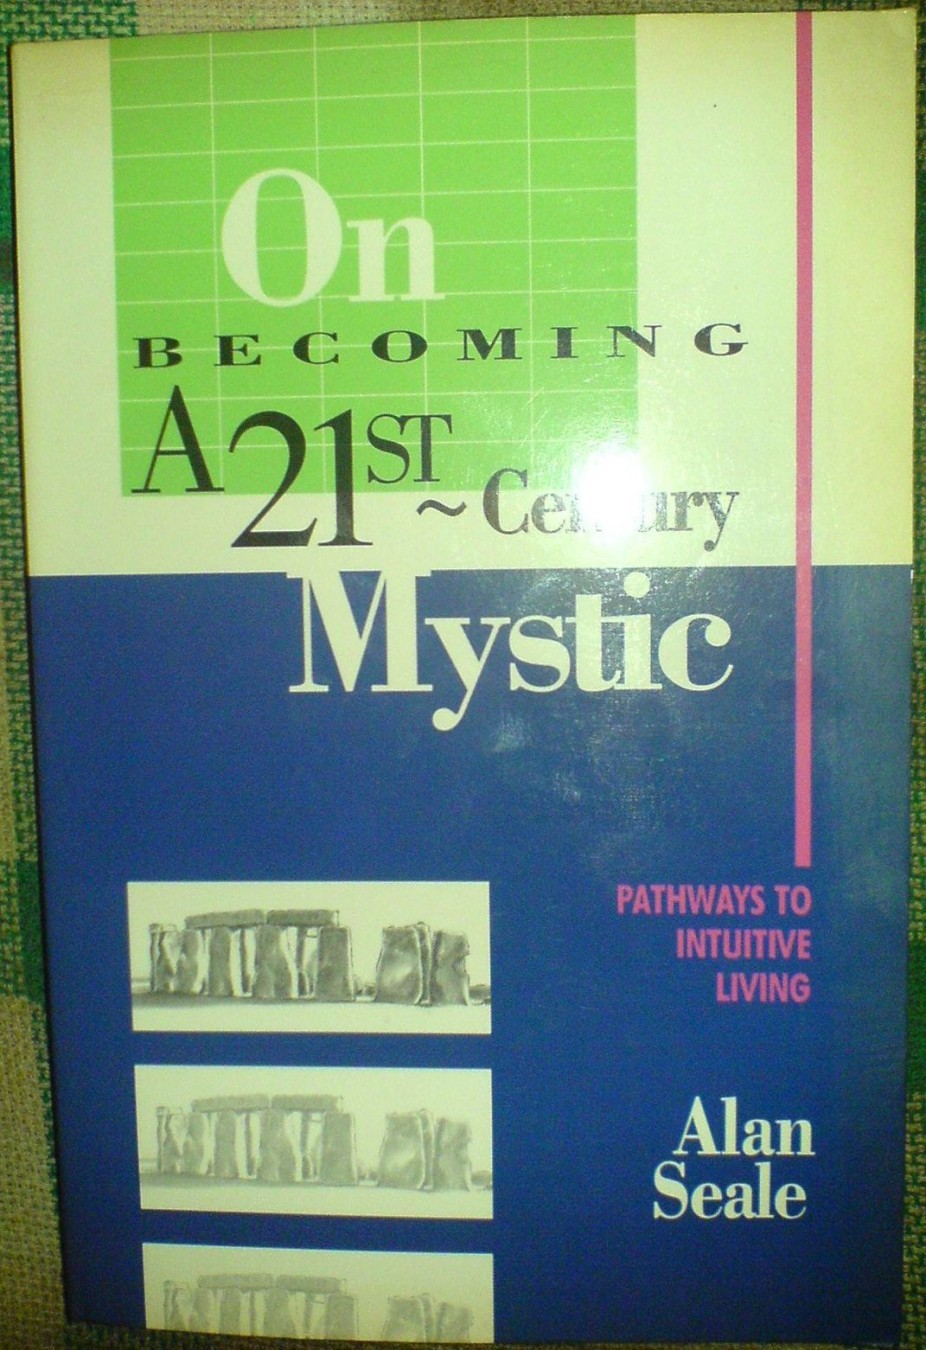 On
BECOMING
A 21ST
~Century
Mystic
PATHWAYS TO
INTUITIVE
LIVING
Alan
Seale